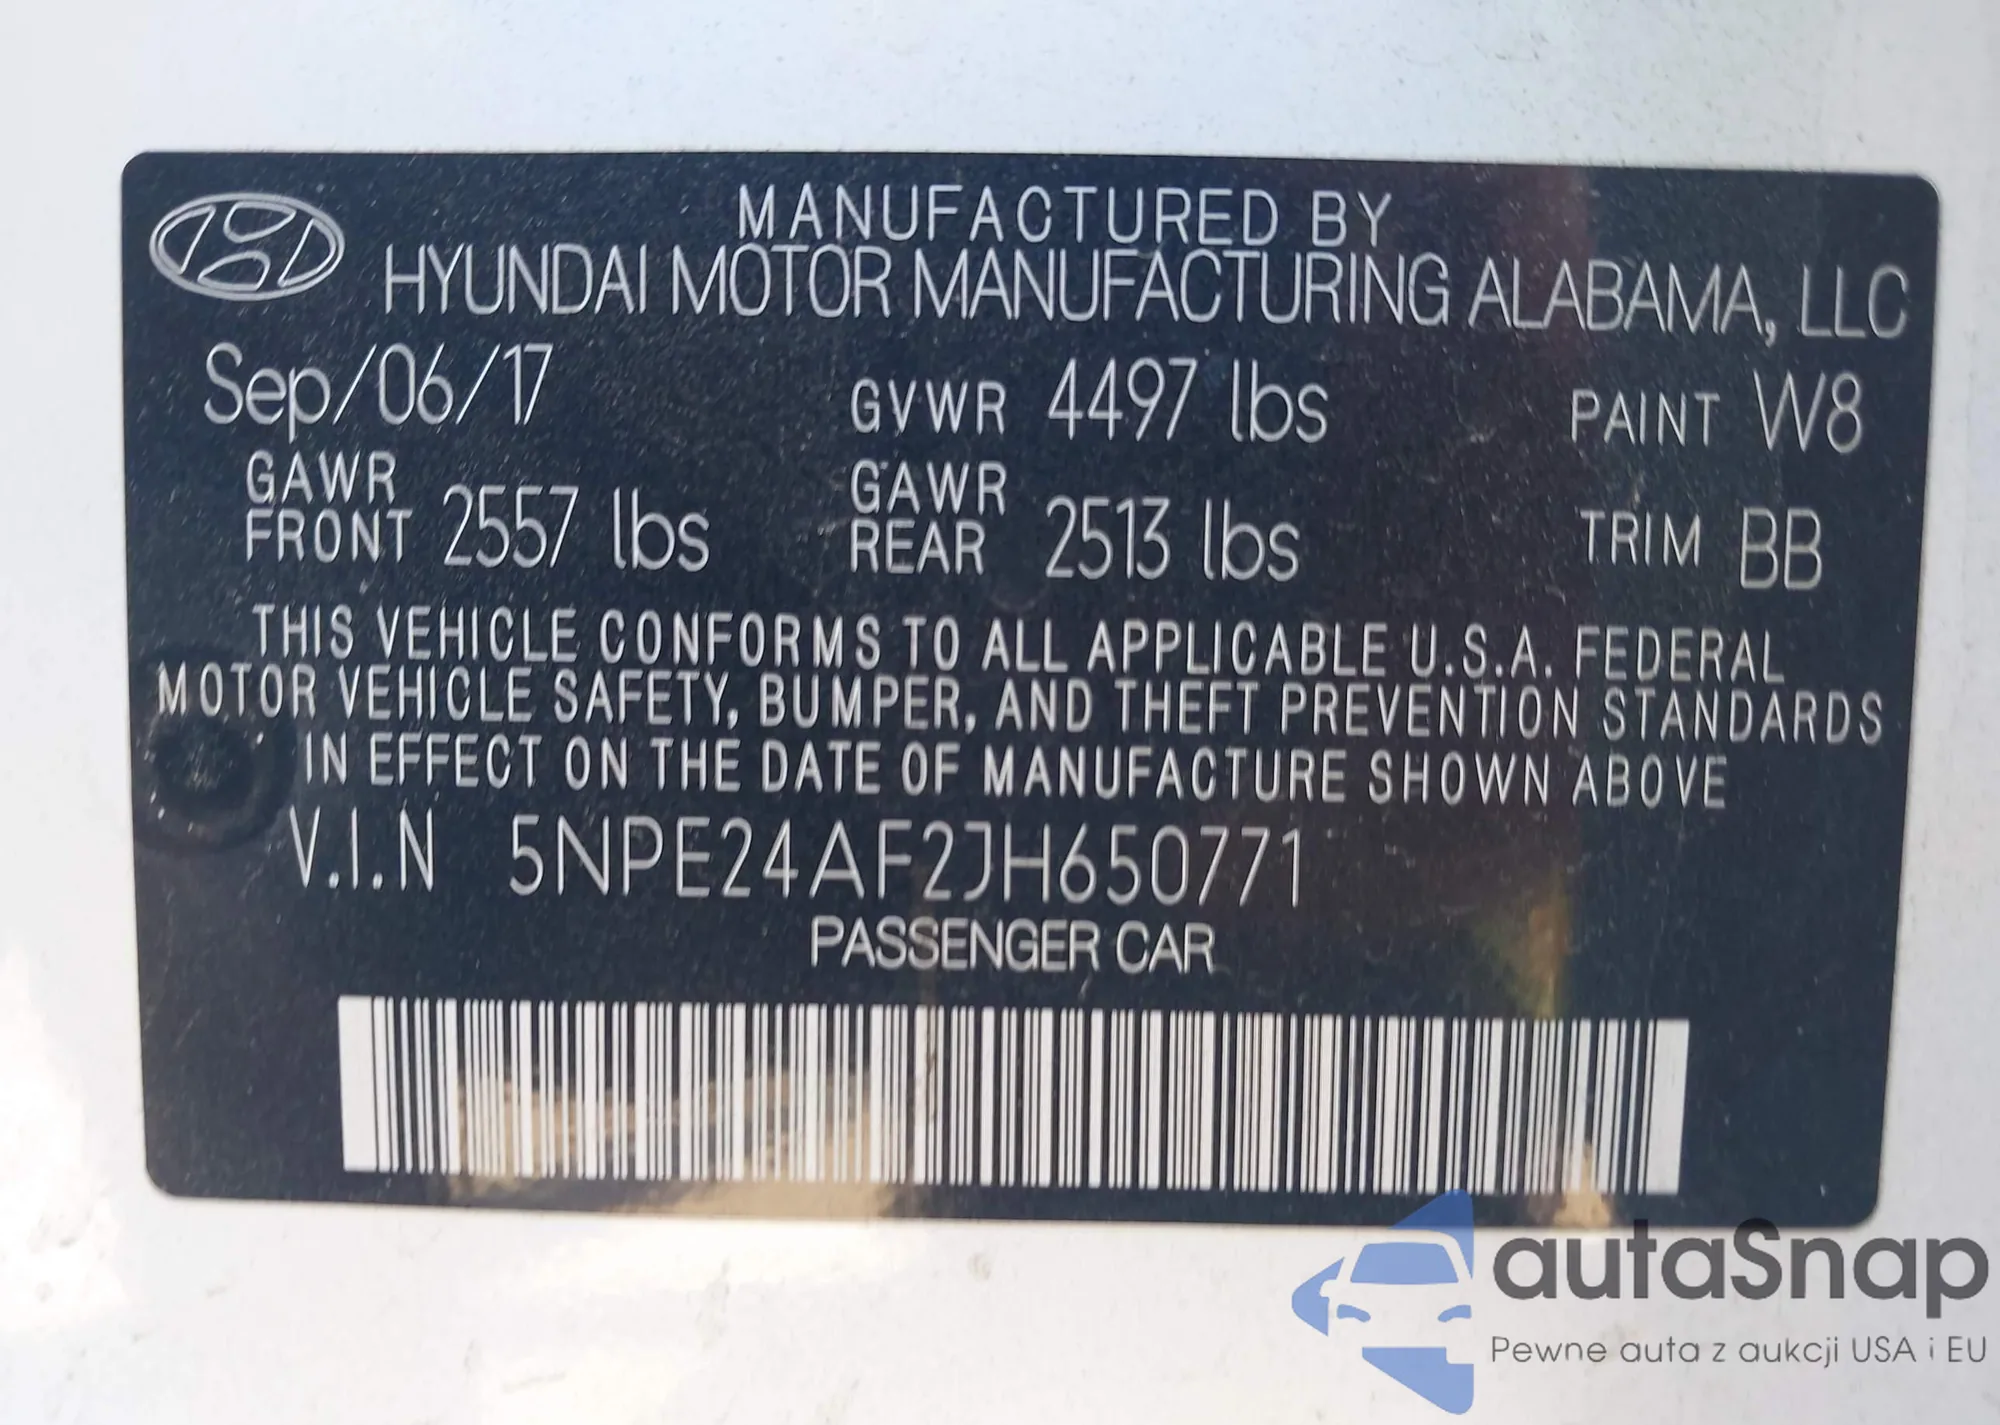 MANUFACTURED BY
HYUNDAI MOTOR MANUFACTURING ALABAMA, LLC
Sep/06/17 GVWR 4497 lbs PAINT W8
GAWR FRONT 2557 lbs GAWR REAR 2513 lbs TRIM BB
THIS VEHICLE CONFORMS TO ALL APPLICABLE U.S.A. FEDERAL
MOTOR VEHICLE SAFETY, BUMPER, AND THEFT PREVENTION STANDARDS
IN EFFECT ON THE DATE OF MANUFACTURE SHOWN ABOVE
V.I.N 5NPE24AF2JH650771
PASSENGER CAR
autaSnap
Pewne auta z aukcji USA i EU